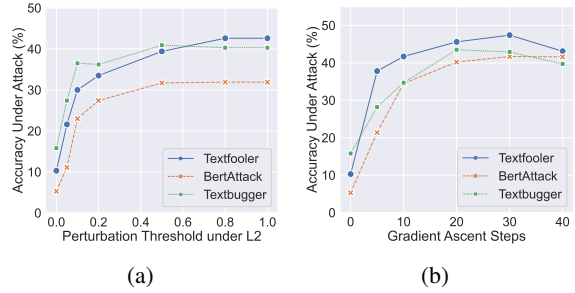 50
40
30
20
10
0
Accuracy Under Attack (%)
Textfooler
BertAttack
Textbugger
0.0 0.2 0.4 0.6 0.8 1.0
Perturbation Threshold under L2
(a)
50
40
30
20
10
0
Accuracy Under Attack (%)
Textfooler
BertAttack
Textbugger
0 10 20 30 40
Gradient Ascent Steps
(b)